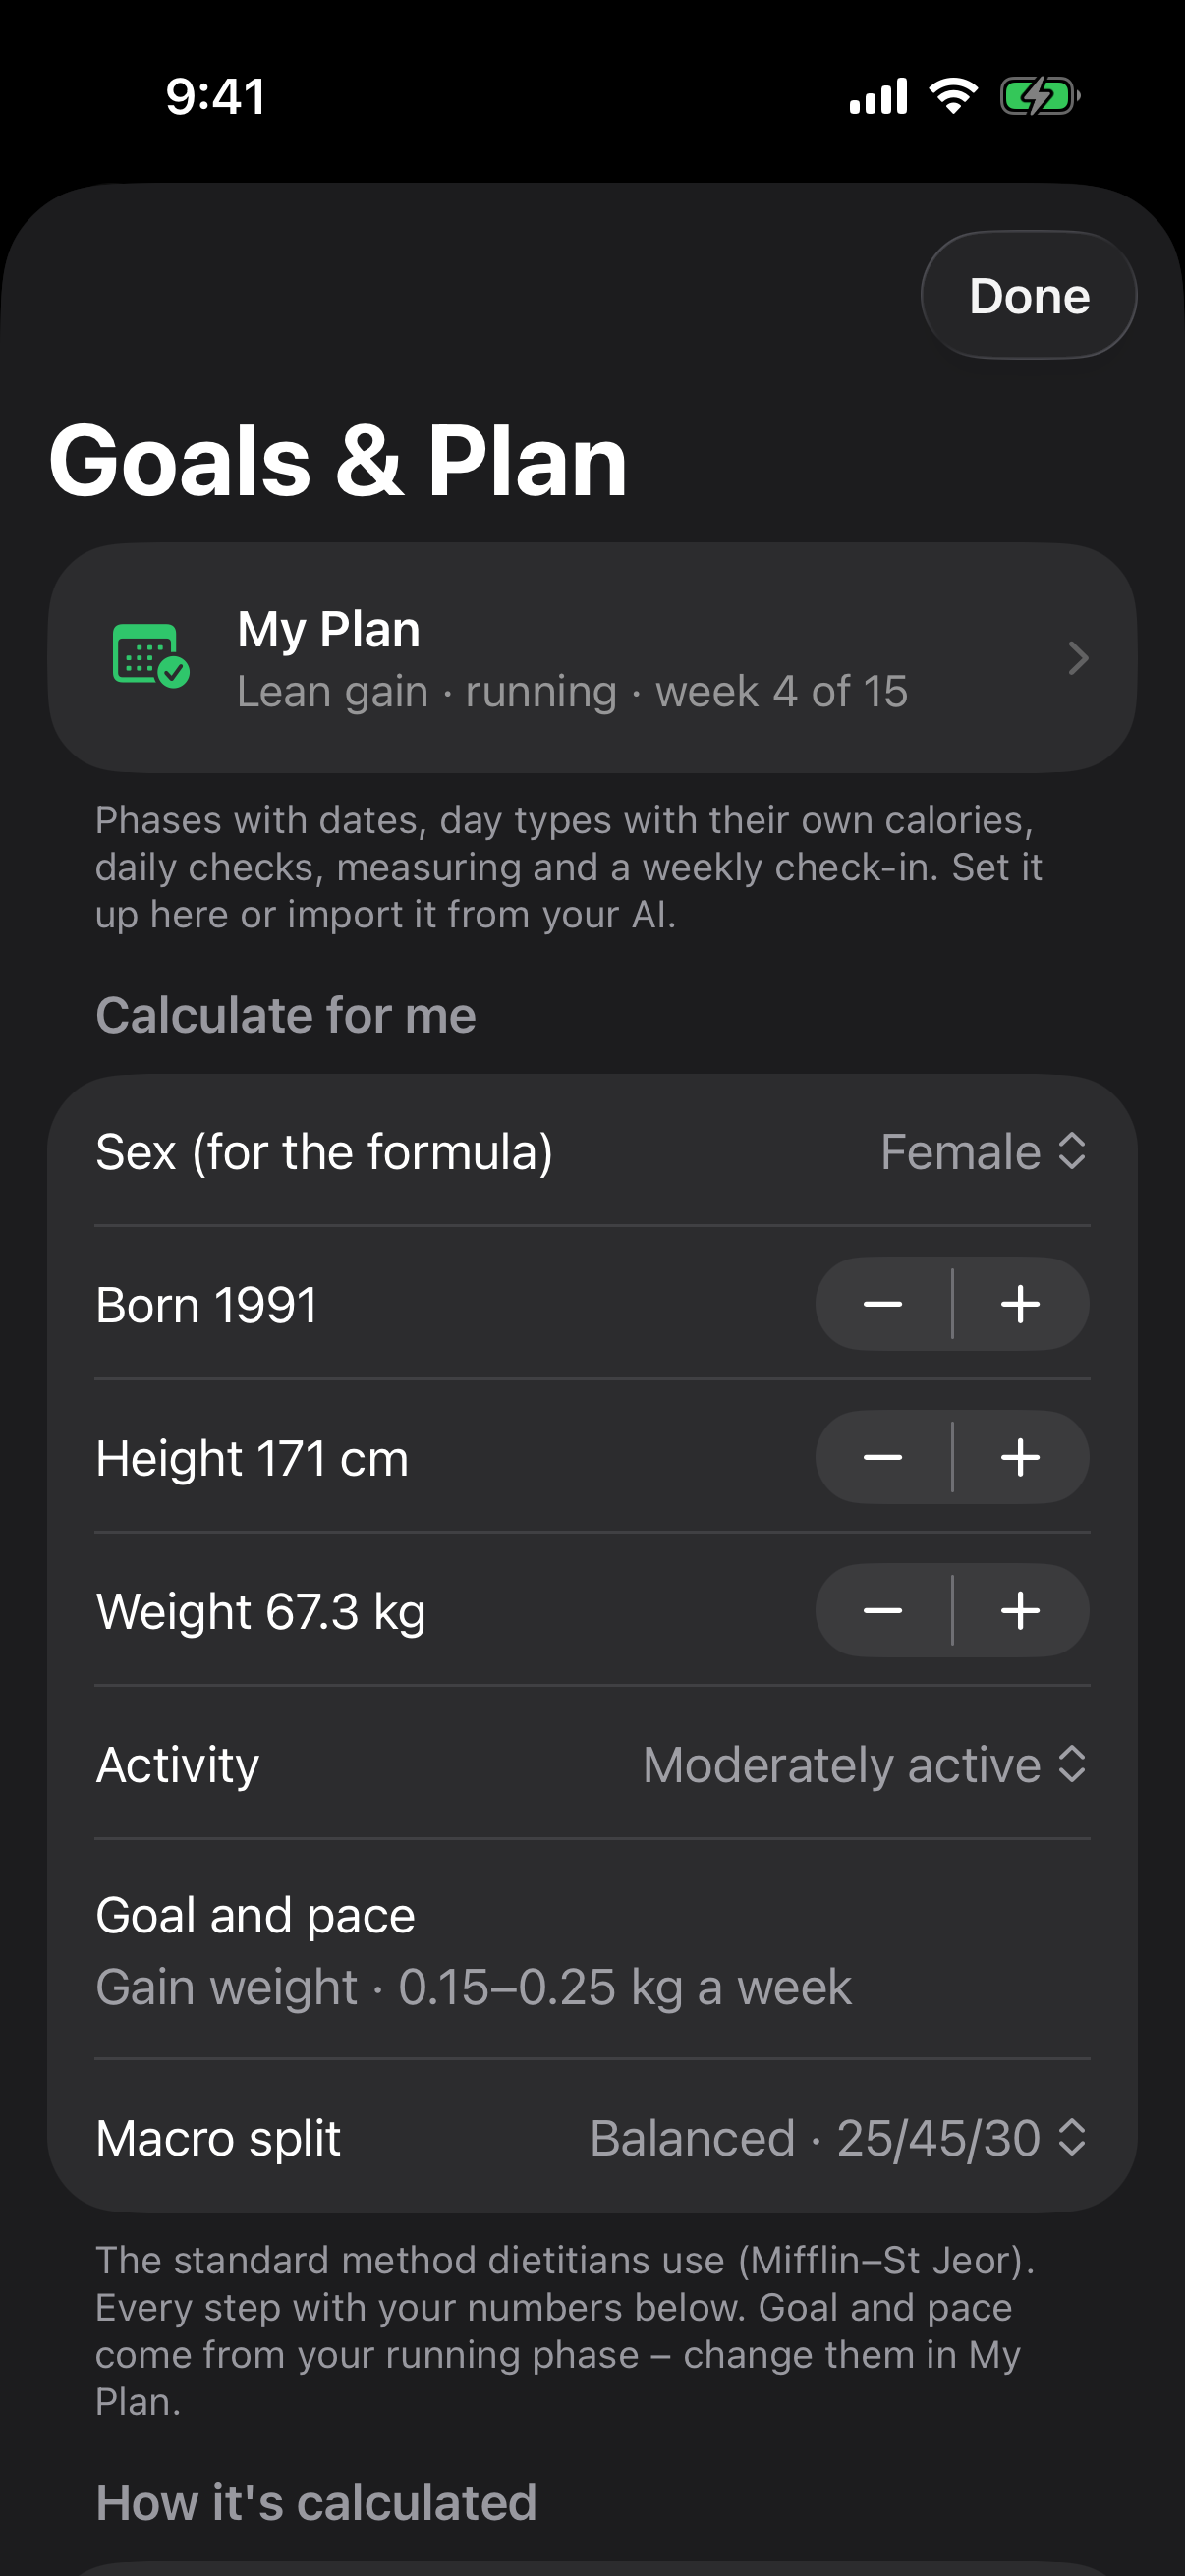 9:41
Done
Goals & Plan
My Plan
Lean gain · running · week 4 of 15
Phases with dates, day types with their own calories,
daily checks, measuring and a weekly check-in. Set it
up here or import it from your AI.
Calculate for me
Sex (for the formula) Female
Born 1991
Height 171 cm
Weight 67.3 kg
Activity Moderately active
Goal and pace
Gain weight · 0.15–0.25 kg a week
Macro split Balanced · 25/45/30
The standard method dietitians use (Mifflin–St Jeor).
Every step with your numbers below. Goal and pace
come from your running phase – change them in My
Plan.
How it's calculated